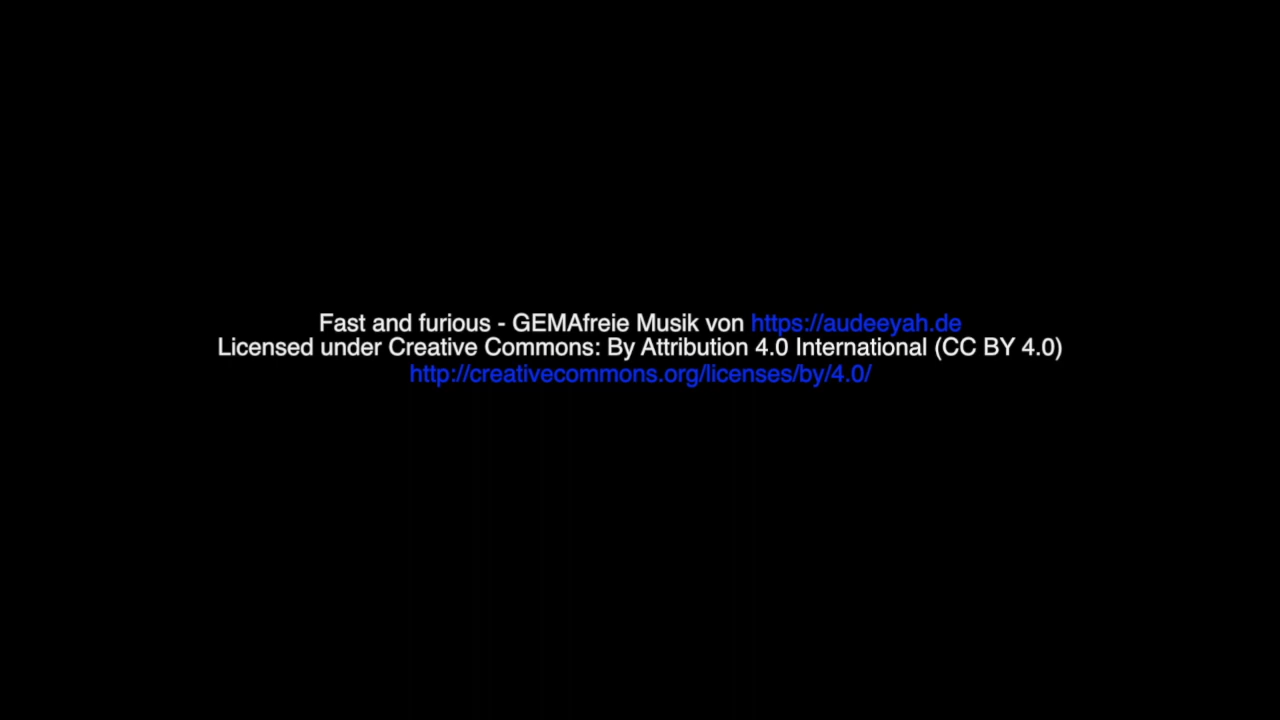 Fast and furious - GEMAfreie Musik von https://audeeyah.de
Licensed under Creative Commons: By Attribution 4.0 International (CC BY 4.0)
http://creativecommons.org/licenses/by/4.0/